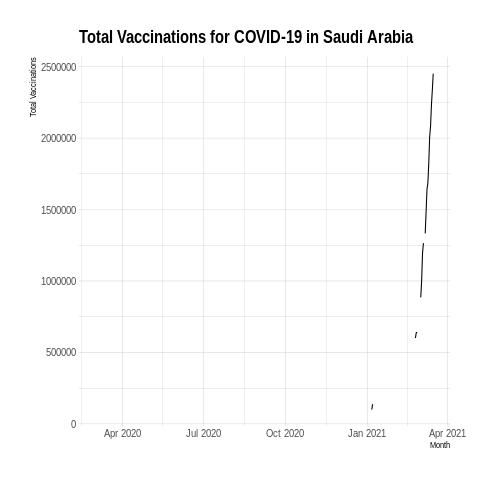 Total Vaccinations for COVID-19 in Saudi Arabia
Total Vaccinations
2500000
2000000
1500000
1000000
500000
0
Apr 2020 Jul 2020 Oct 2020 Jan 2021 Apr 2021
Month